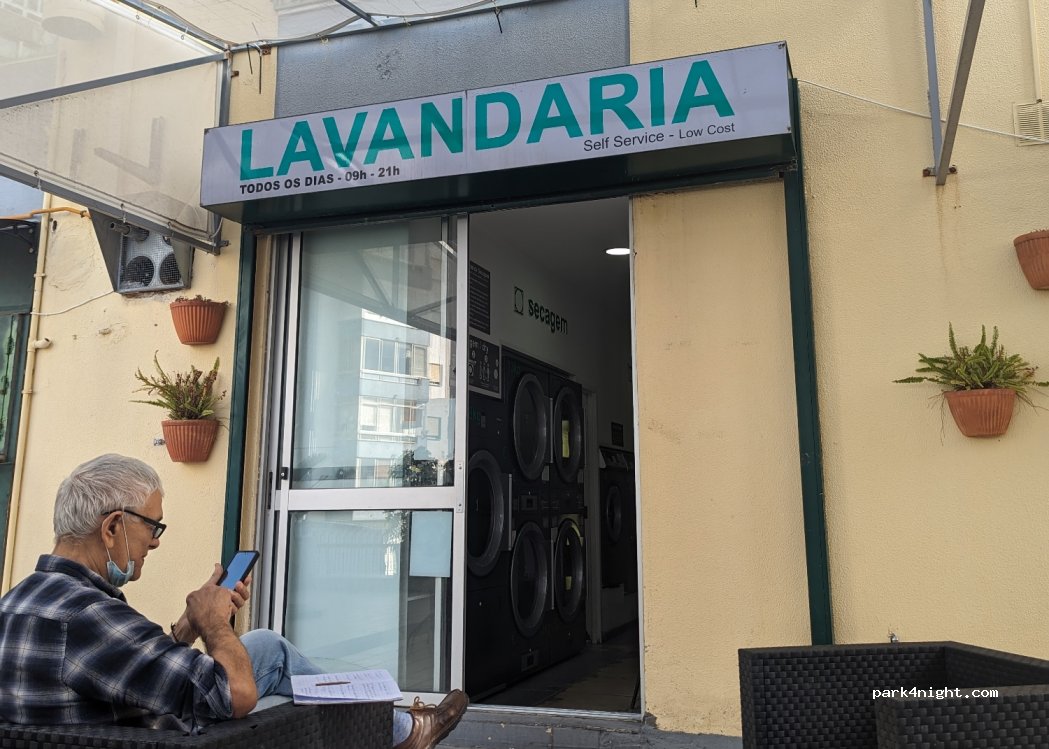 LAVANDARIA
Self Service - Low Cost
TODOS OS DIAS - 09h - 21h
secagem
park4night.com